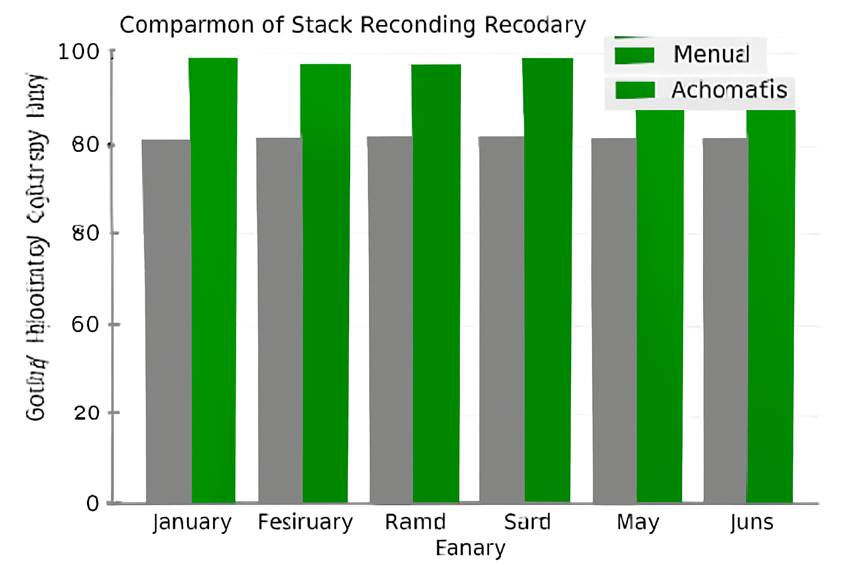 Comparmon of Stack Reconding Recodary
Menual
Achomatis
100
80
80
60
20
0
January Fesiruary Ramd Sard May Juns
Eanary